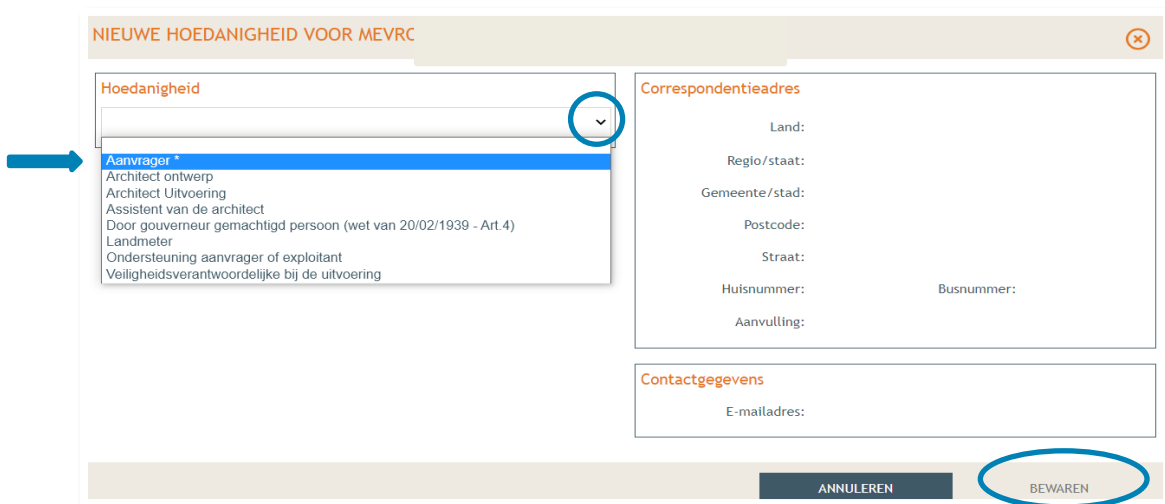 NIEUWE HOEDANIGHEID VOOR MEVRC
Hoedanigheid
Aanvrager *
Architect ontwerp
Architect Uitvoering
Assistent van de architect
Door gouverneur gemachtigd persoon (wet van 20/02/1939 - Art.4)
Landmeter
Ondersteuning aanvrager of exploitant
Veiligheidsverantwoordelijke bij de uitvoering
Correspondentieadres
Land:
Regio/staat:
Gemeente/stad:
Postcode:
Straat:
Huisnummer: Busnummer:
Aanvulling:
Contactgegevens
E-mailadres:
ANNULEREN BEWAREN